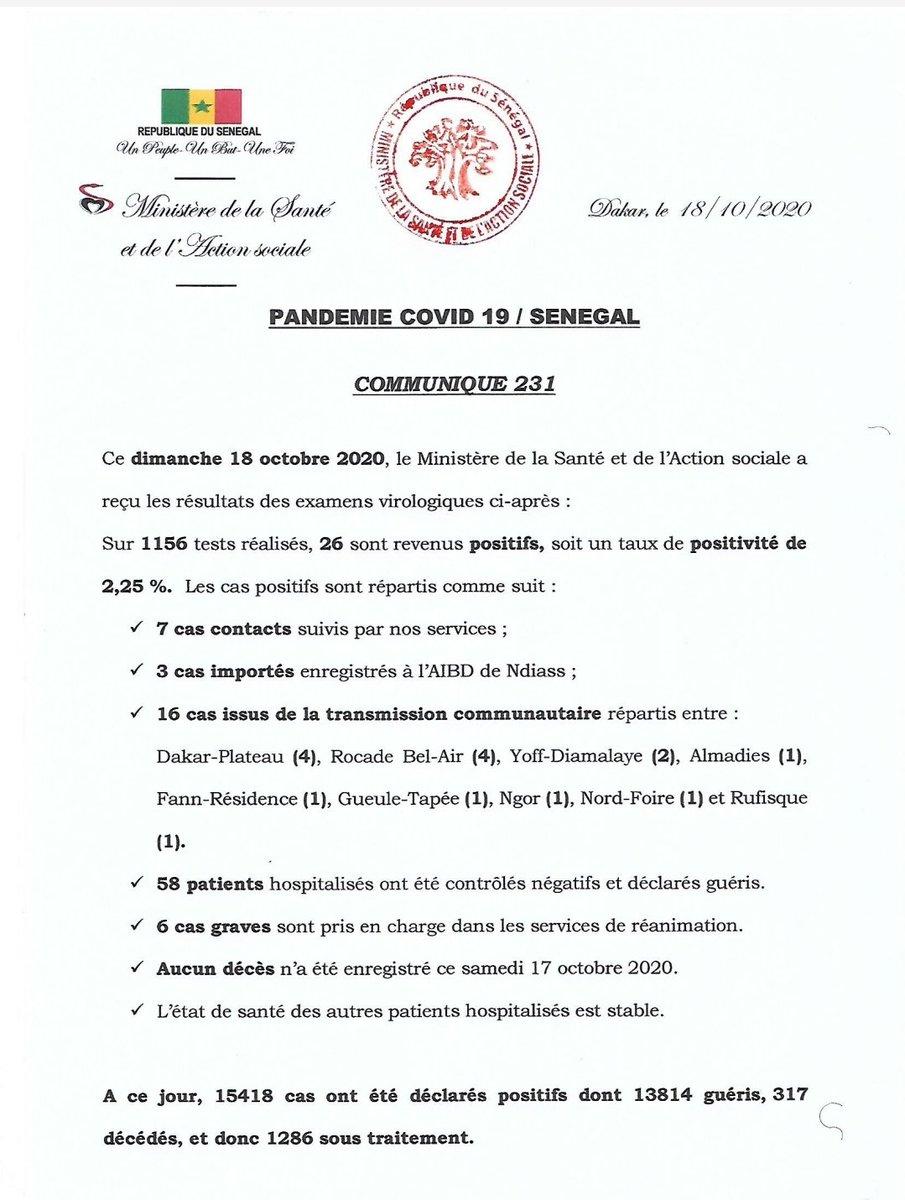 REPUBLIQUE DU SENEGAL
Un Peuple - Un But - Une Foi
Ministère de la Santé
et de l'Action sociale
★ République du Sénégal ★
MINISTRE DE LA SANTE ET DE L'ACTION SOCIALE
Dakar, le 18/10/2020
PANDEMIE COVID 19 / SENEGAL
COMMUNIQUE 231
Ce dimanche 18 octobre 2020, le Ministère de la Santé et de l'Action sociale a
reçu les résultats des examens virologiques ci-après :
Sur 1156 tests réalisés, 26 sont revenus positifs, soit un taux de positivité de
2,25 %. Les cas positifs sont répartis comme suit :
✓ 7 cas contacts suivis par nos services ;
✓ 3 cas importés enregistrés à l'AIBD de Ndiass ;
✓ 16 cas issus de la transmission communautaire répartis entre :
Dakar-Plateau (4), Rocade Bel-Air (4), Yoff-Diamalaye (2), Almadies (1),
Fann-Résidence (1), Gueule-Tapée (1), Ngor (1), Nord-Foire (1) et Rufisque
(1).
✓ 58 patients hospitalisés ont été contrôlés négatifs et déclarés guéris.
✓ 6 cas graves sont pris en charge dans les services de réanimation.
✓ Aucun décès n'a été enregistré ce samedi 17 octobre 2020.
✓ L'état de santé des autres patients hospitalisés est stable.
A ce jour, 15418 cas ont été déclarés positifs dont 13814 guéris, 317
décédés, et donc 1286 sous traitement.